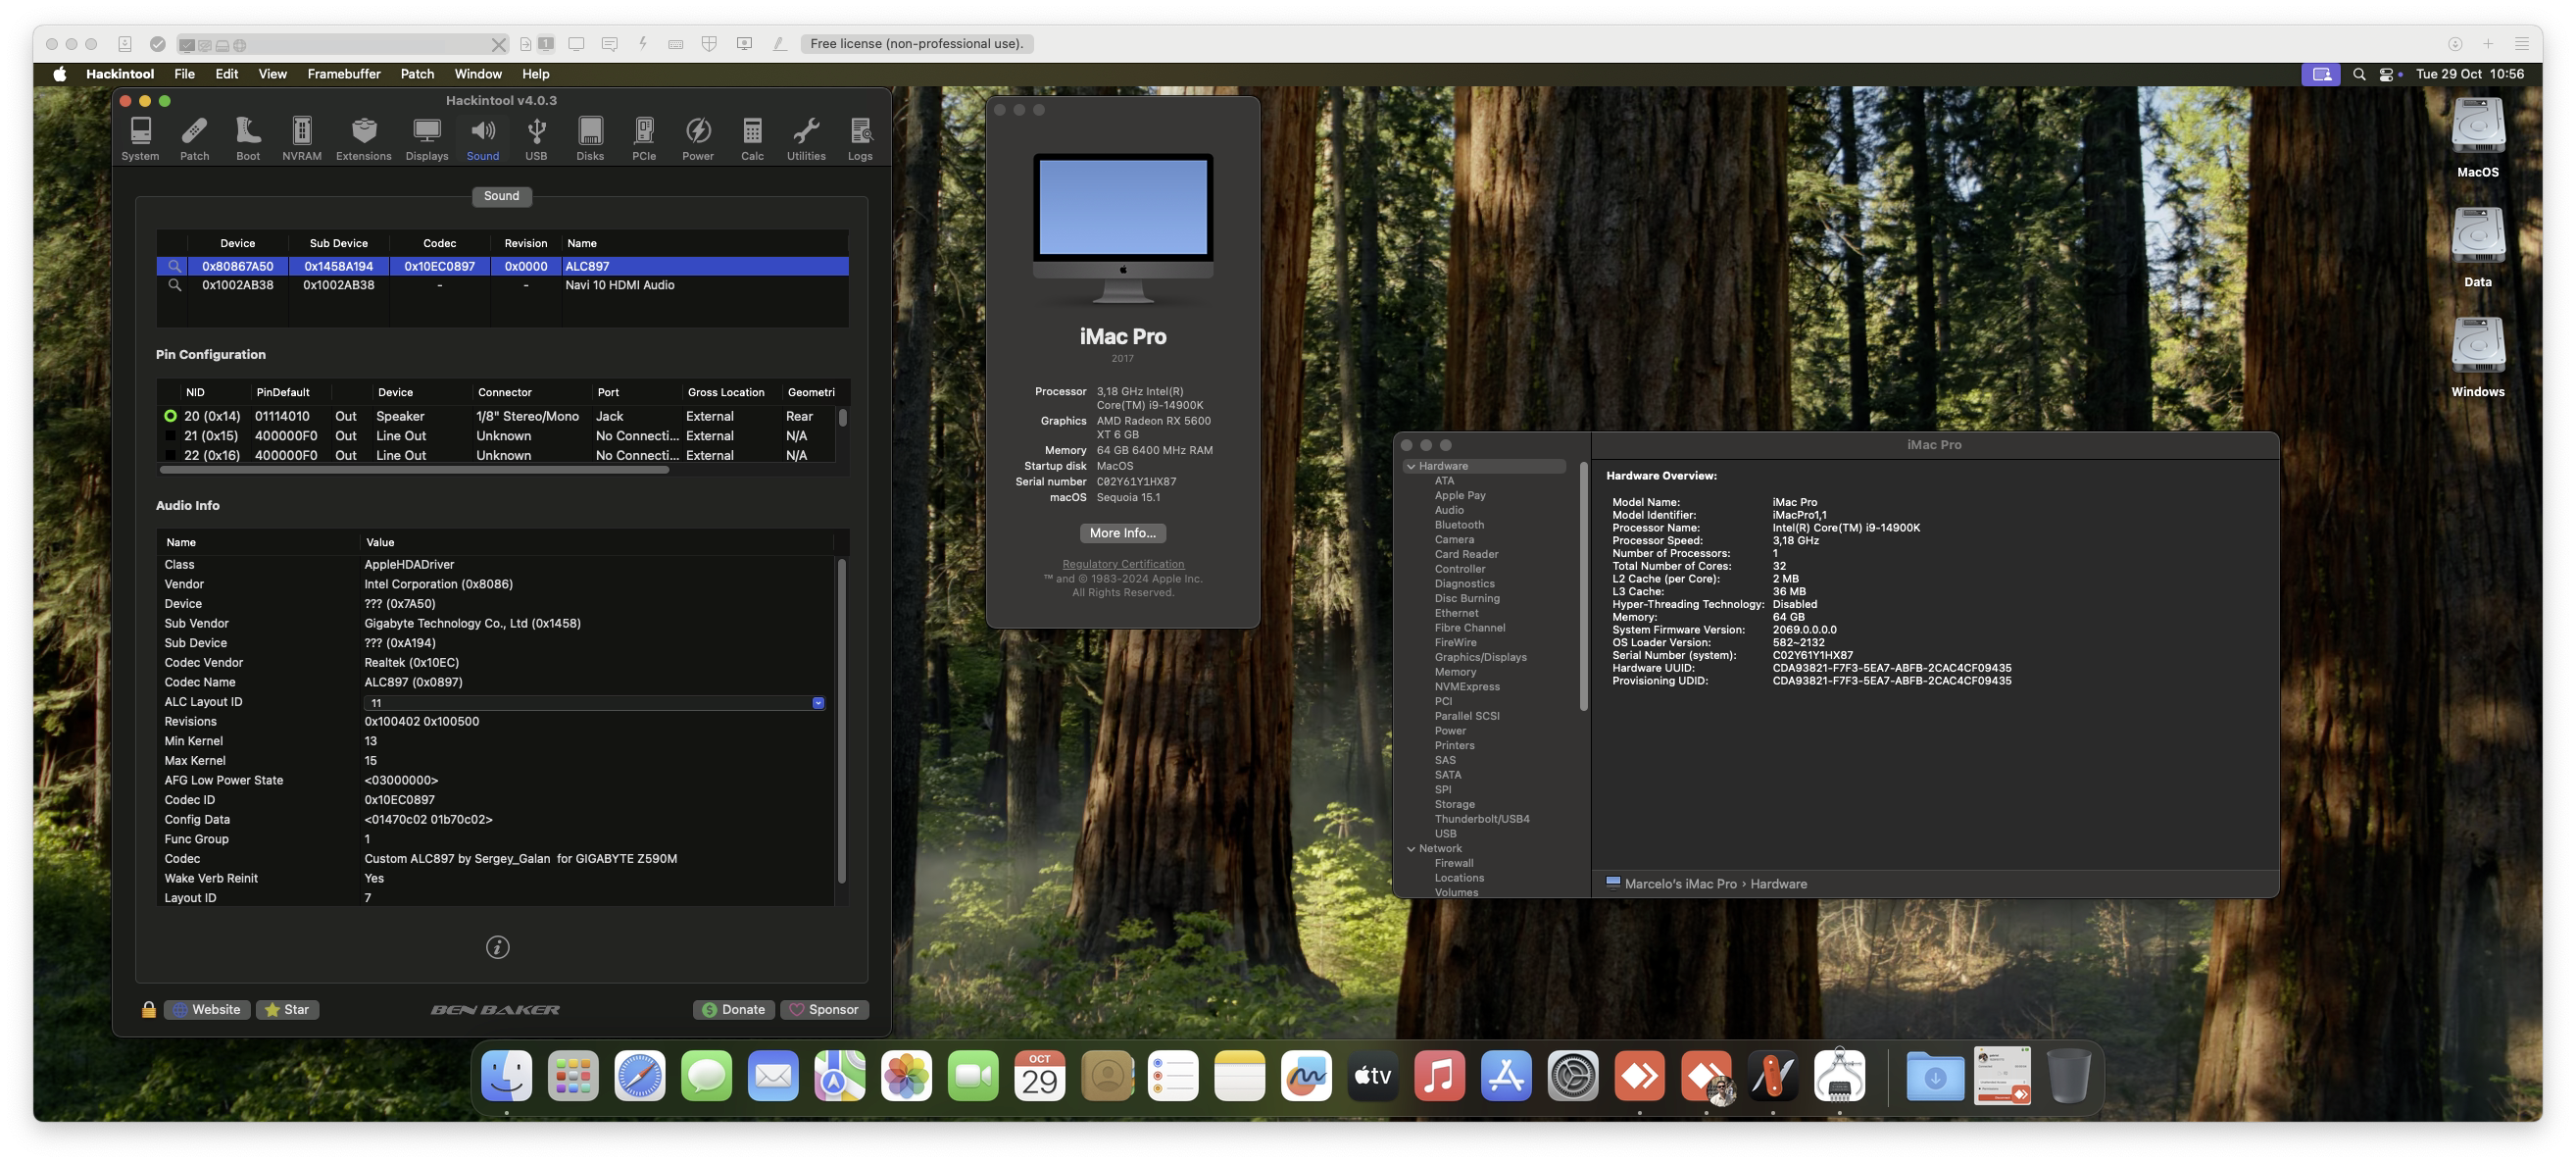 Free license (non-professional use).
Hackintool File Edit View Framebuffer Patch Window Help
Tue 29 Oct 10:56
Hackintool v4.0.3
System Patch Boot NVRAM Extensions Displays Sound USB Disks PCIe Power Calc Utilities Logs
Sound
Device Sub Device Codec Revision Name
0x80867A50 0x1458A194 0x10EC0897 0x0000 ALC897
0x1002AB38 0x1002AB38 - - Navi 10 HDMI Audio
Pin Configuration
NID PinDefault Device Connector Port Gross Location Geometri
20 (0x14) 01114010 Out Speaker 1/8" Stereo/Mono Jack External Rear
21 (0x15) 400000F0 Out Line Out Unknown No Connecti... External N/A
22 (0x16) 400000F0 Out Line Out Unknown No Connecti... External N/A
Audio Info
Name Value
Class AppleHDADriver
Vendor Intel Corporation (0x8086)
Device ??? (0x7A50)
Sub Vendor Gigabyte Technology Co., Ltd (0x1458)
Sub Device ??? (0xA194)
Codec Vendor Realtek (0x10EC)
Codec Name ALC897 (0x0897)
ALC Layout ID 11
Revisions 0x100402 0x100500
Min Kernel 13
Max Kernel 15
AFG Low Power State <03000000>
Codec ID 0x10EC0897
Config Data <01470c02 01b70c02>
Func Group 1
Codec Custom ALC897 by Sergey_Galan for GIGABYTE Z590M
Wake Verb Reinit Yes
Layout ID 7
Website Star BEN BAKER Donate Sponsor
iMac Pro
2017
Processor 3,18 GHz Intel(R)
Core(TM) i9-14900K
Graphics AMD Radeon RX 5600
XT 6 GB
Memory 64 GB 6400 MHz RAM
Startup disk MacOS
Serial number C02Y61Y1HX87
macOS Sequoia 15.1
More Info...
Regulatory Certification
™ and © 1983-2024 Apple Inc.
All Rights Reserved.
iMac Pro
Hardware
ATA
Apple Pay
Audio
Bluetooth
Camera
Card Reader
Controller
Diagnostics
Disc Burning
Ethernet
Fibre Channel
FireWire
Graphics/Displays
Memory
NVMExpress
PCI
Parallel SCSI
Power
Printers
SAS
SATA
SPI
Storage
Thunderbolt/USB4
USB
Network
Firewall
Locations
Volumes
Hardware Overview:
Model Name: iMac Pro
Model Identifier: iMacPro1,1
Processor Name: Intel(R) Core(TM) i9-14900K
Processor Speed: 3,18 GHz
Number of Processors: 1
Total Number of Cores: 32
L2 Cache (per Core): 2 MB
L3 Cache: 36 MB
Hyper-Threading Technology: Disabled
Memory: 64 GB
System Firmware Version: 2069.0.0.0.0
OS Loader Version: 582~2132
Serial Number (system): C02Y61Y1HX87
Hardware UUID: CDA93821-F7F3-5EA7-ABFB-2CAC4CF09435
Provisioning UDID: CDA93821-F7F3-5EA7-ABFB-2CAC4CF09435
Marcelo's iMac Pro › Hardware
MacOS
Data
Windows
OCT
29
tv